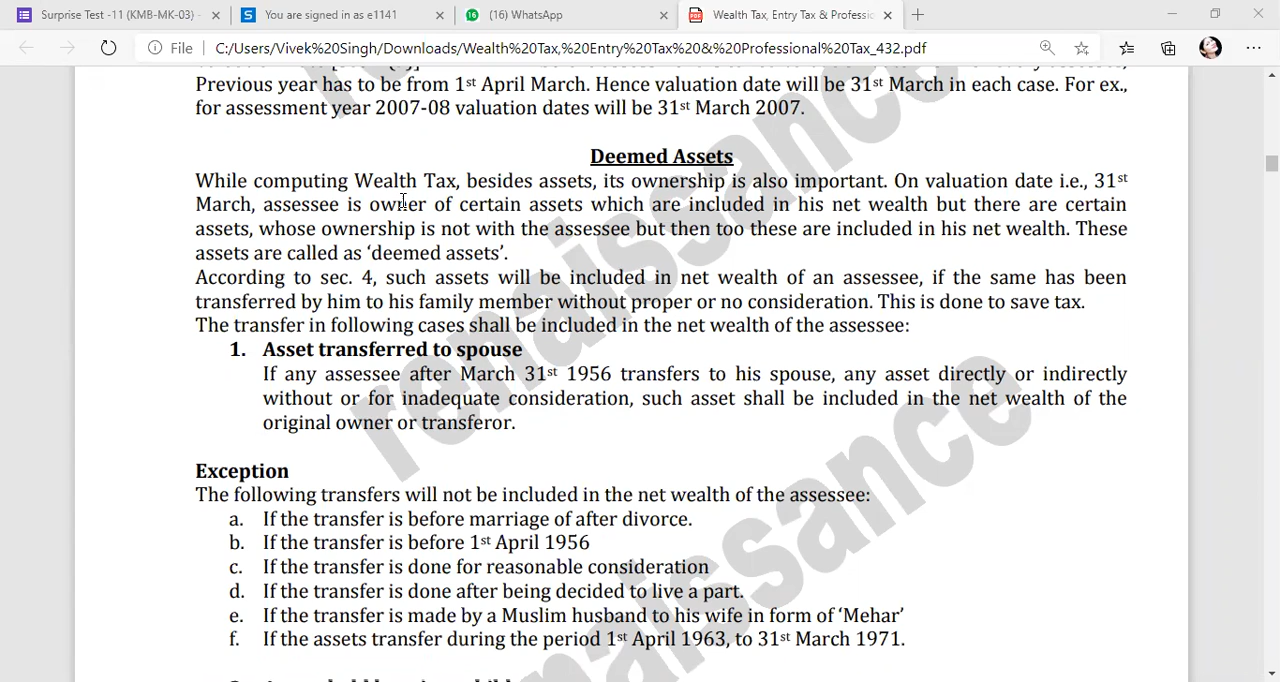 Surprise Test -11 (KMB-MK-03) -
You are signed in as e1141
(16) WhatsApp
Wealth Tax, Entry Tax & Professio
File
C:/Users/Vivek%20Singh/Downloads/Wealth%20Tax,%20Entry%20Tax%20&%20Professional%20Tax_432.pdf
Previous year has to be from 1st April March. Hence valuation date will be 31st March in each case. For ex.,
for assessment year 2007-08 valuation dates will be 31st March 2007.
Deemed Assets
While computing Wealth Tax, besides assets, its ownership is also important. On valuation date i.e., 31st
March, assessee is owner of certain assets which are included in his net wealth but there are certain
assets, whose ownership is not with the assessee but then too these are included in his net wealth. These
assets are called as ‘deemed assets’.
According to sec. 4, such assets will be included in net wealth of an assessee, if the same has been
transferred by him to his family member without proper or no consideration. This is done to save tax.
The transfer in following cases shall be included in the net wealth of the assessee:
1. Asset transferred to spouse
If any assessee after March 31st 1956 transfers to his spouse, any asset directly or indirectly
without or for inadequate consideration, such asset shall be included in the net wealth of the
original owner or transferor.
Exception
The following transfers will not be included in the net wealth of the assessee:
a. If the transfer is before marriage of after divorce.
b. If the transfer is before 1st April 1956
c. If the transfer is done for reasonable consideration
d. If the transfer is done after being decided to live a part.
e. If the transfer is made by a Muslim husband to his wife in form of ‘Mehar’
f. If the assets transfer during the period 1st April 1963, to 31st March 1971.
renaissance
renaissance